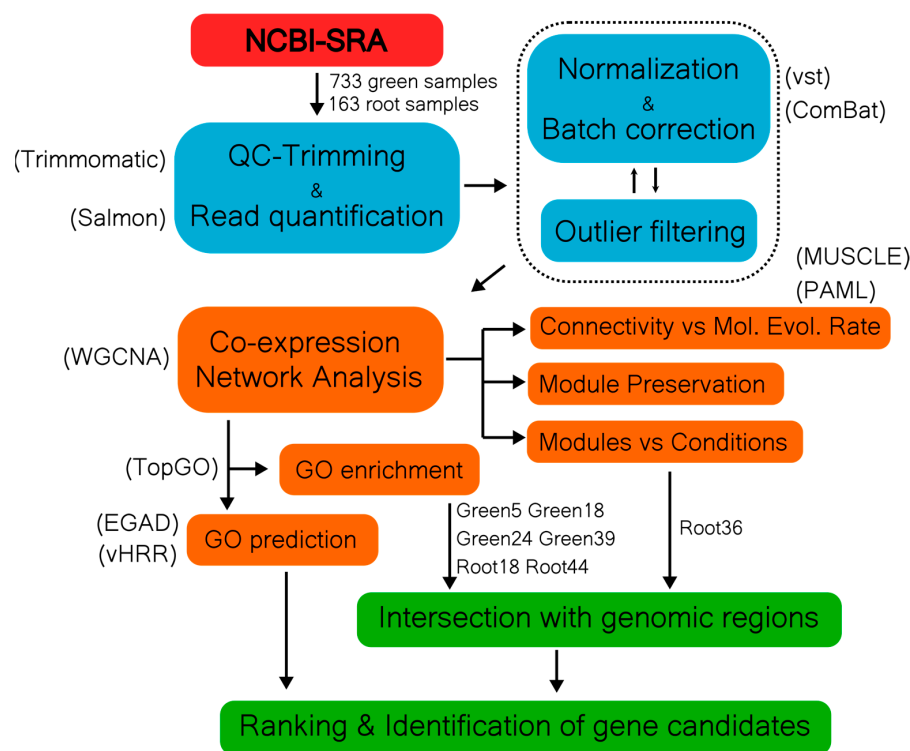 NCBI-SRA
733 green samples
163 root samples
(Trimmomatic)
(Salmon)
QC-Trimming
&
Read quantification
Normalization
&
Batch correction
(vst)
(ComBat)
Outlier filtering
(MUSCLE)
(PAML)
(WGCNA)
Co-expression
Network Analysis
Connectivity vs Mol. Evol. Rate
Module Preservation
Modules vs Conditions
(TopGO)
GO enrichment
(EGAD)
(vHRR)
GO prediction
Green5 Green18
Green24 Green39
Root18 Root44
Root36
Intersection with genomic regions
Ranking & Identification of gene candidates